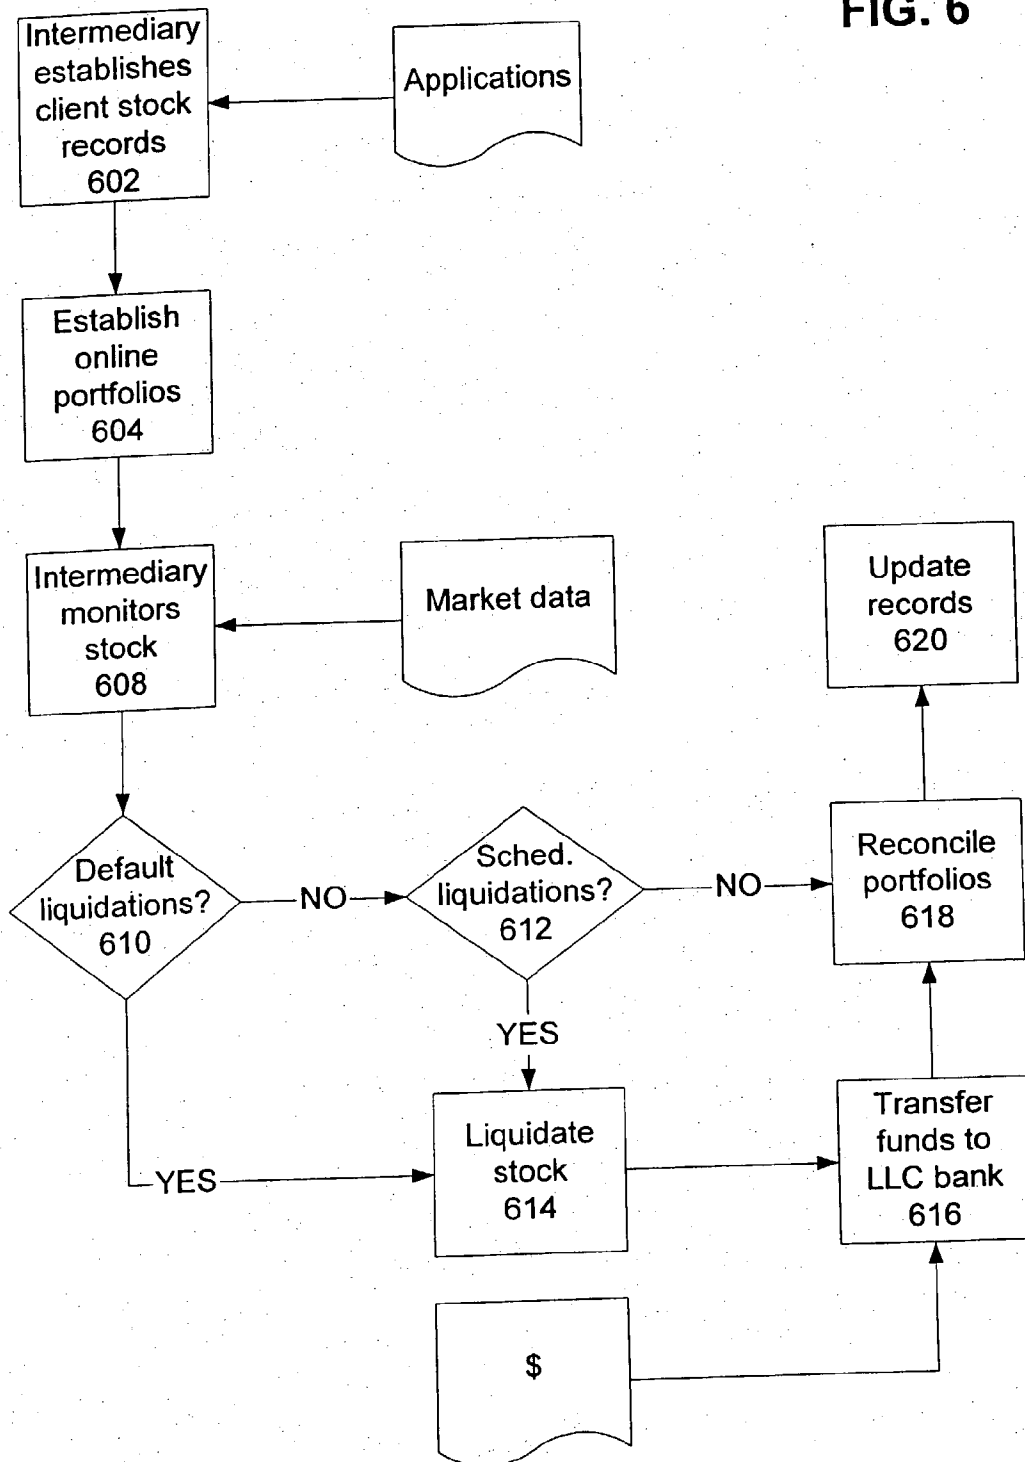 FIG. 6
Intermediary
establishes
client stock
records
602
Applications
Establish
online
portfolios
604
Intermediary
monitors
stock
608
Market data
Update
records
620
Default
liquidations?
610
NO
Sched.
liquidations?
612
NO
Reconcile
portfolios
618
YES
YES
Liquidate
stock
614
Transfer
funds to
LLC bank
616
$